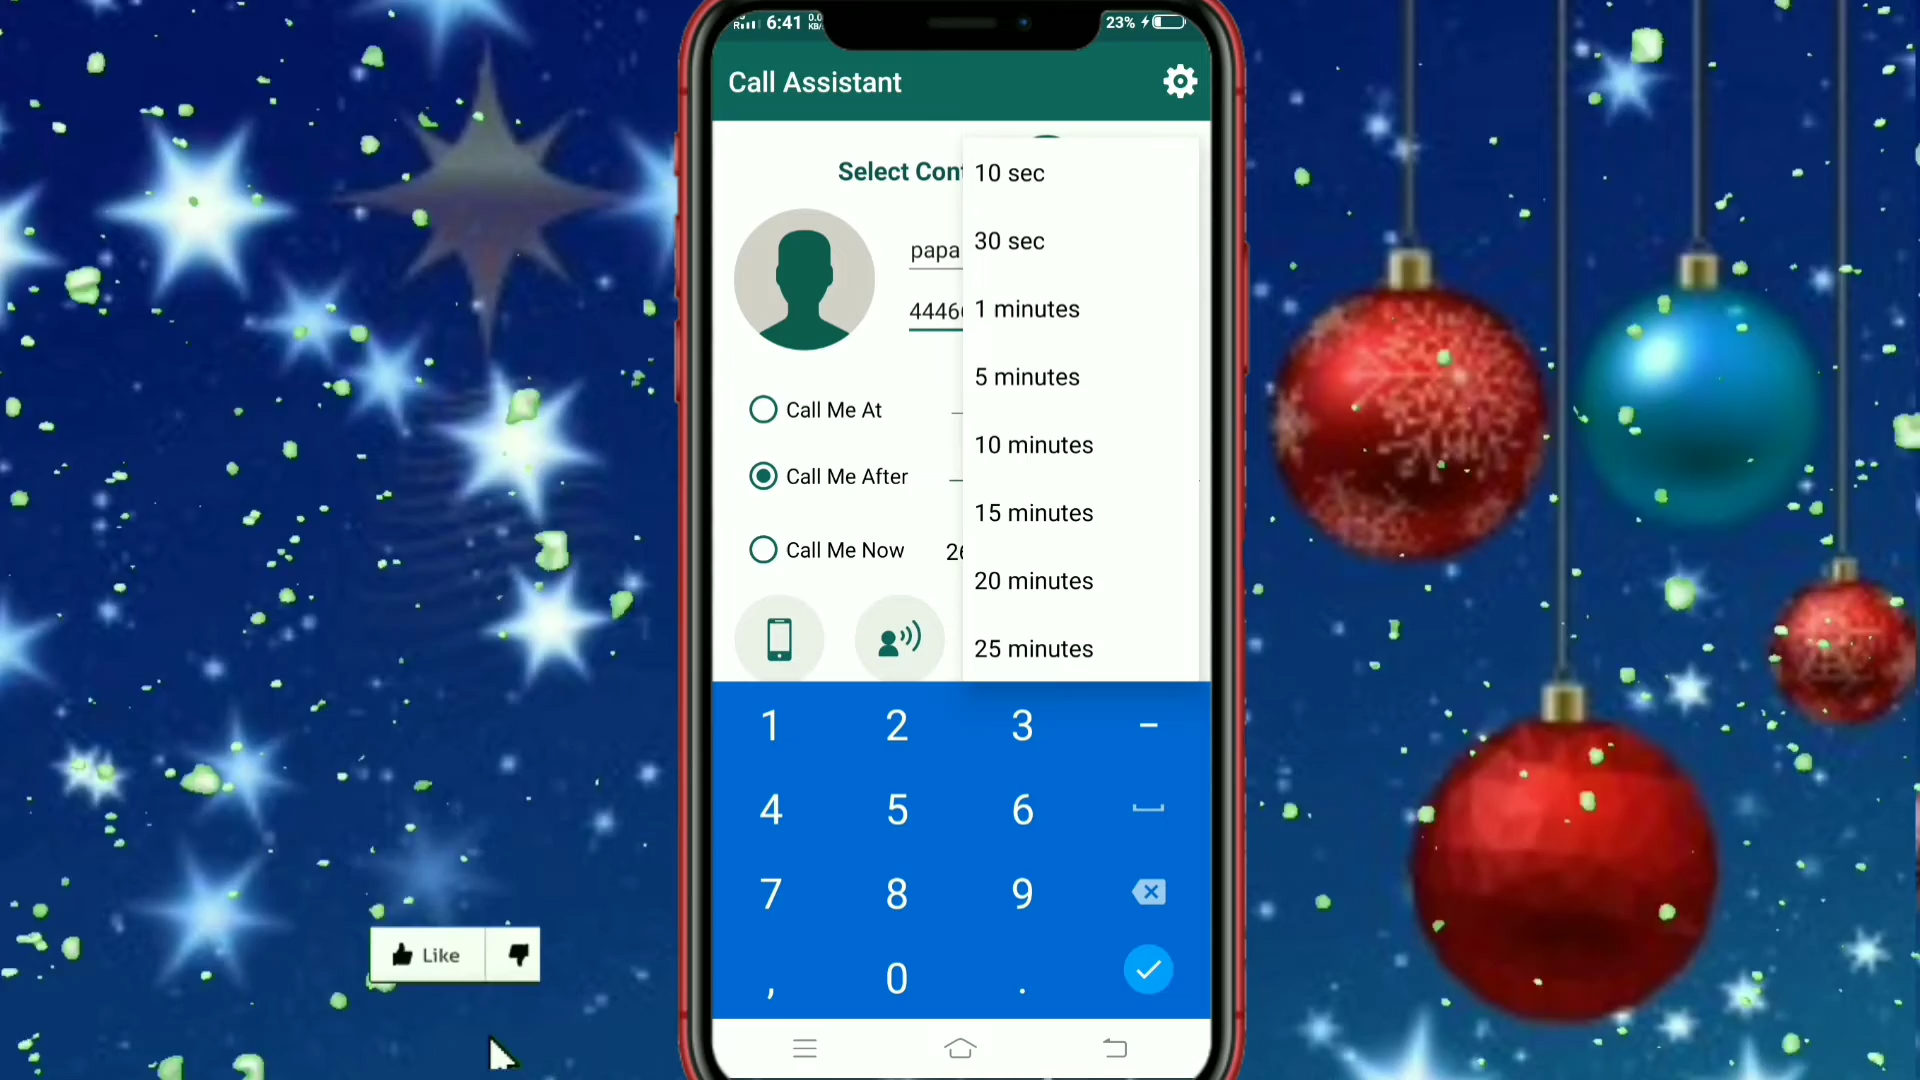 6:41
23%
Call Assistant
Select Con
papa
4446
Call Me At
Call Me After
Call Me Now 26
10 sec
30 sec
1 minutes
5 minutes
10 minutes
15 minutes
20 minutes
25 minutes
1 2 3 -
4 5 6
7 8 9
, 0 .
Like